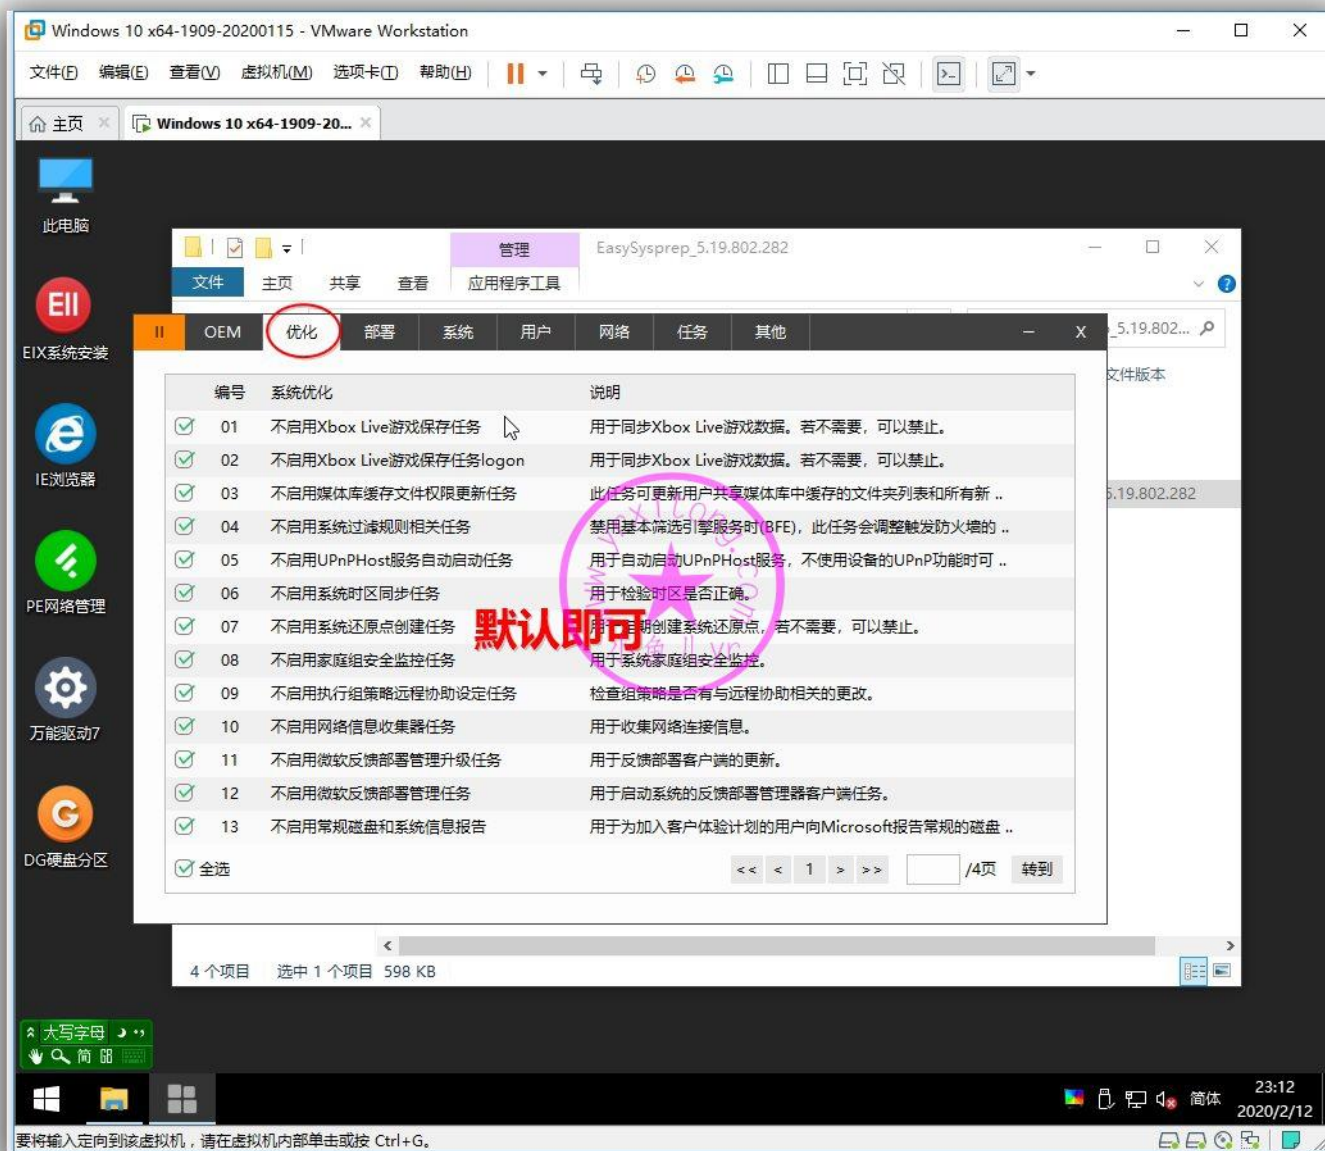 Windows 10 x64-1909-20200115 - VMware Workstation
文件(F) 编辑(E) 查看(V) 虚拟机(M) 选项卡(T) 帮助(H)
主页 Windows 10 x64-1909-20...
此电脑
管理 EasySysprep_5.19.802.282
文件 主页 共享 查看 应用程序工具
EII
EIX系统安装
II OEM 优化 部署 系统 用户 网络 任务 其他 — X
_5.19.802...
文件版本
编号 系统优化 说明
01 不启用Xbox Live游戏保存任务 用于同步Xbox Live游戏数据。若不需要，可以禁止。
02 不启用Xbox Live游戏保存任务logon 用于同步Xbox Live游戏数据。若不需要，可以禁止。
IE浏览器
03 不启用媒体库缓存文件权限更新任务 此任务可更新用户共享媒体库中缓存的文件夹列表和所有新 ..
5.19.802.282
04 不启用系统过滤规则相关任务 禁用基本筛选引擎服务时(BFE)，此任务会调整触发防火墙的 ..
05 不启用UPnPHost服务自动启动任务 用于自动启动UPnPHost服务，不使用设备的UPnP功能时可 ..
06 不启用系统时区同步任务 用于检验时区是否正确。
PE网络管理
07 不启用系统还原点创建任务 用于定期创建系统还原点，若不需要，可以禁止。
默认即可
www.ynxitong.com
08 不启用家庭组安全监控任务 用于系统家庭组安全监控。
09 不启用执行组策略远程协助设定任务 检查组策略是否有与远程协助相关的更改。
10 不启用网络信息收集器任务 用于收集网络连接信息。
万能驱动7
11 不启用微软反馈部署管理升级任务 用于反馈部署客户端的更新。
12 不启用微软反馈部署管理任务 用于启动系统的反馈部署管理器客户端任务。
13 不启用常规磁盘和系统信息报告 用于为加入客户体验计划的用户向Microsoft报告常规的磁盘 ..
G
DG硬盘分区
全选 << < 1 > >> /4页 转到
4 个项目 选中 1 个项目 598 KB
大写字母
简
简体 23:12
2020/2/12
要将输入定向到该虚拟机，请在虚拟机内部单击或按 Ctrl+G。